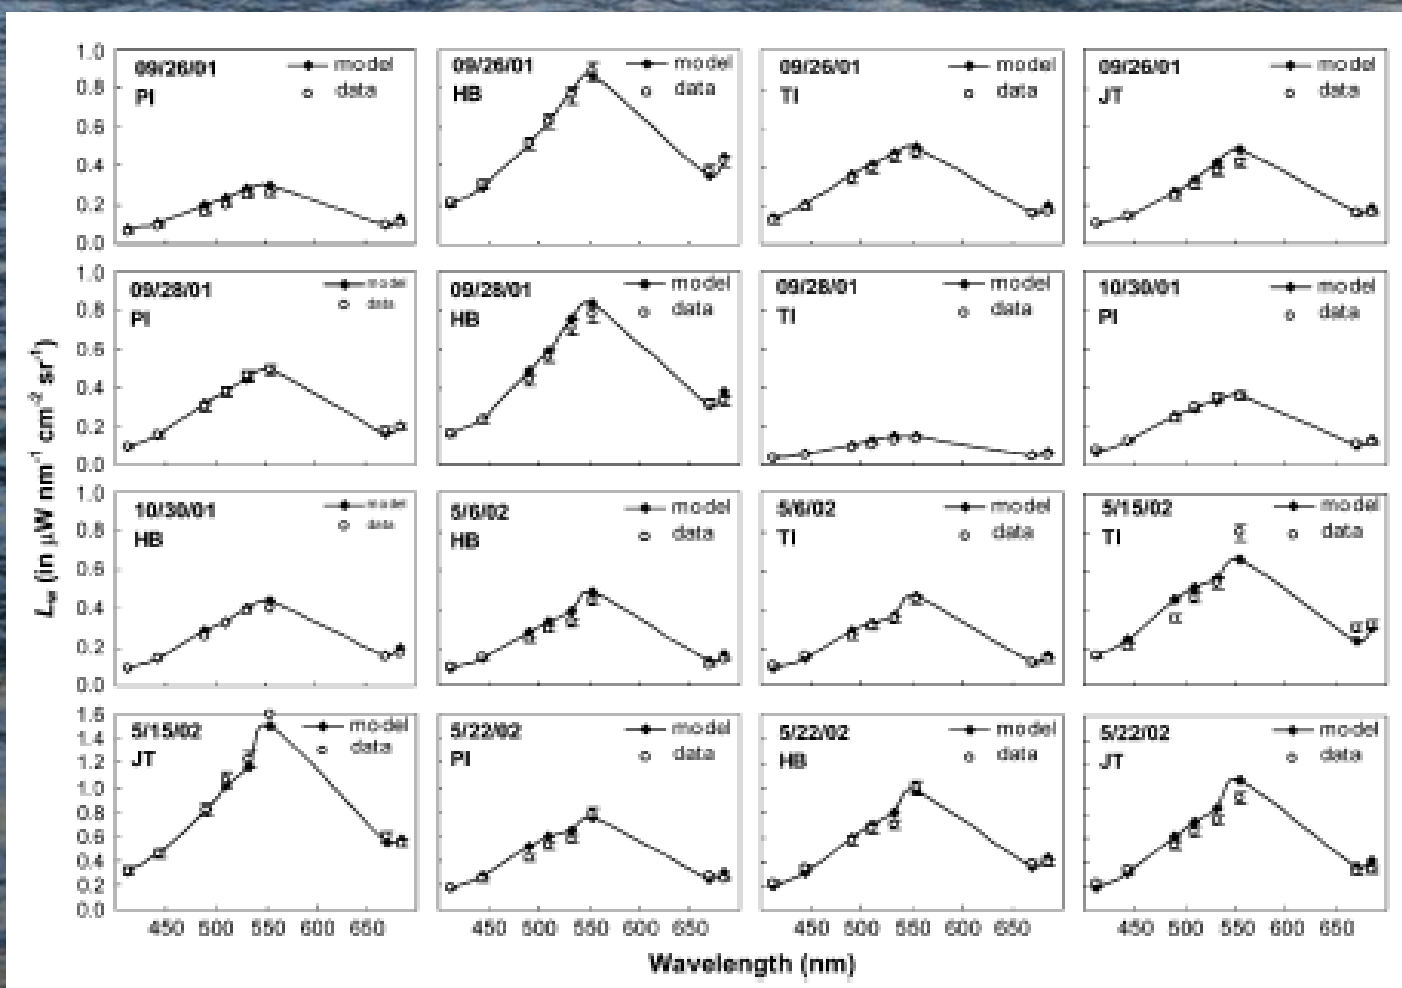 1.0
0.8
0.6
0.4
0.2
0.0
09/26/01
PI
model
data
09/26/01
HB
model
data
09/26/01
TI
model
data
09/26/01
JT
model
data
1.0
0.8
0.6
0.4
0.2
0.0
09/28/01
PI
model
data
09/28/01
HB
model
data
09/28/01
TI
model
data
10/30/01
PI
model
data
1.0
0.8
0.6
0.4
0.2
0.0
10/30/01
HB
model
data
5/6/02
HB
model
data
5/6/02
TI
model
data
5/15/02
TI
model
data
1.6
1.4
1.2
1.0
0.8
0.6
0.4
0.2
0.0
5/15/02
JT
model
data
5/22/02
PI
model
data
5/22/02
HB
model
data
5/22/02
JT
model
data
450 500 550 600 650
450 500 550 600 650
450 500 550 600 650
450 500 550 600 650
Lw (in µW nm-1 cm-2 sr-1)
Wavelength (nm)